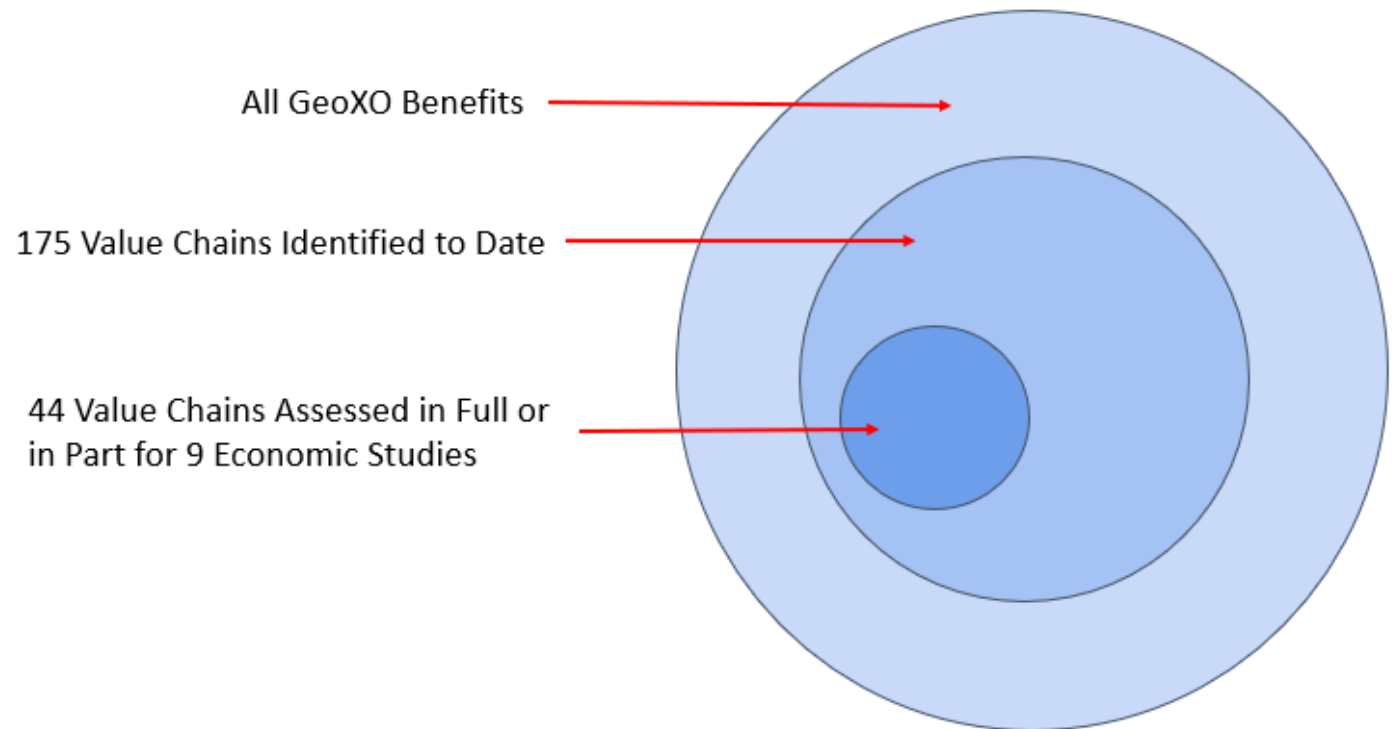 All GeoXO Benefits
175 Value Chains Identified to Date
44 Value Chains Assessed in Full or
in Part for 9 Economic Studies